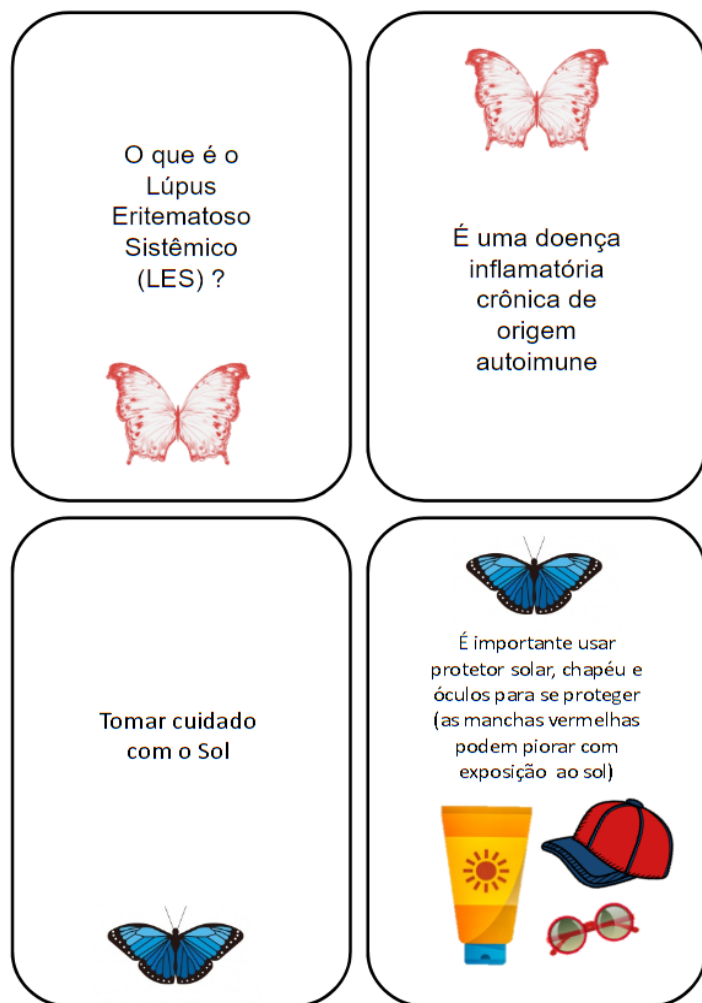 O que é o
Lúpus
Eritematoso
Sistêmico
(LES) ?
É uma doença
inflamatória
crônica de
origem
autoimune
Tomar cuidado
com o Sol
É importante usar
protetor solar, chapéu e
óculos para se proteger
(as manchas vermelhas
podem piorar com
exposição ao sol)